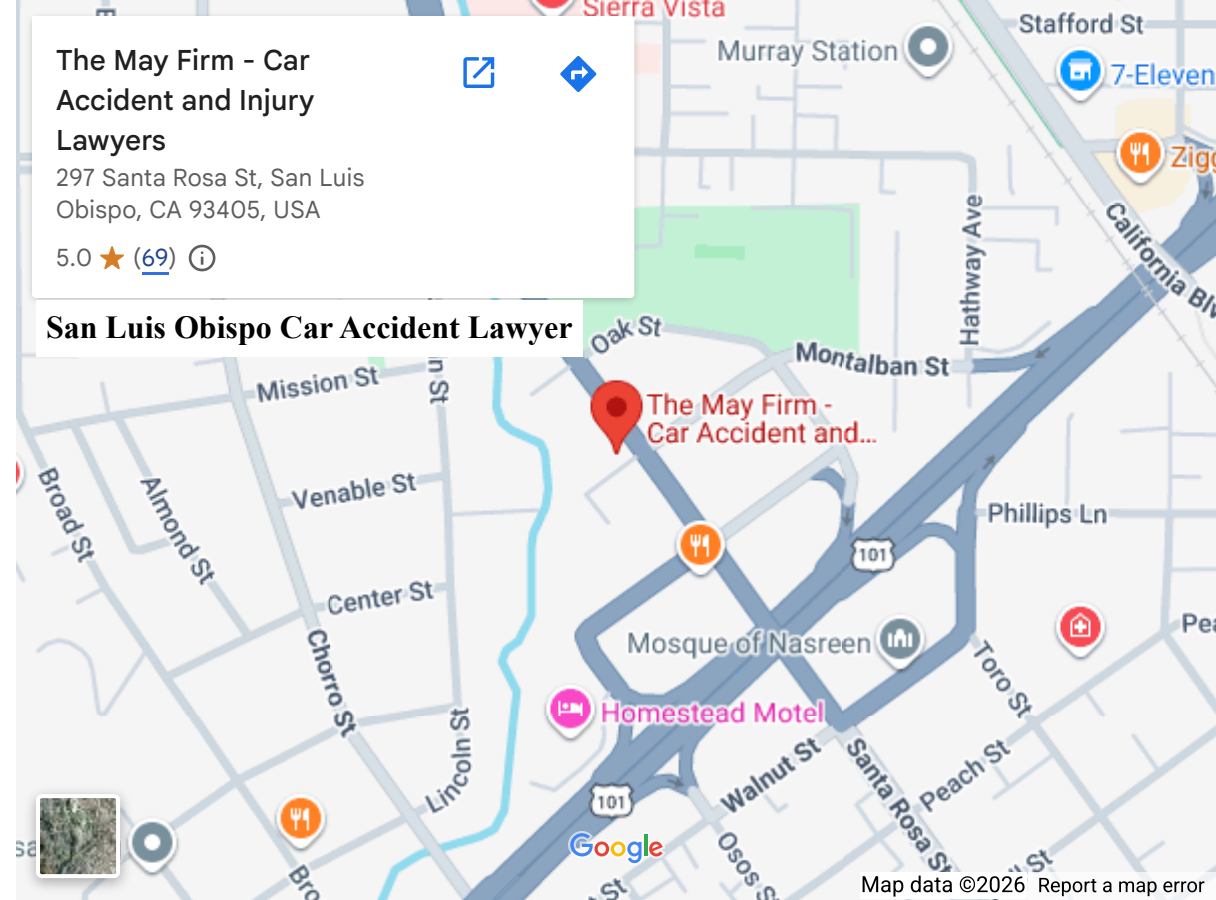 Sierra Vista
Stafford St
Murray Station
7-Eleven
The May Firm - Car
Accident and Injury
Lawyers
297 Santa Rosa St, San Luis
Obispo, CA 93405, USA
5.0 (69)
Hathway Ave
California Blv
San Luis Obispo Car Accident Lawyer
Oak St
Montalban St
Mission St
The May Firm -
Car Accident and...
Broad St
Almond St
Venable St
Phillips Ln
101
Center St
Chorro St
Mosque of Nasreen
Toro St
Homestead Motel
Lincoln St
Walnut St
Santa Rosa St
Peach St
101
Osos S
Google
Map data ©2026 Report a map error